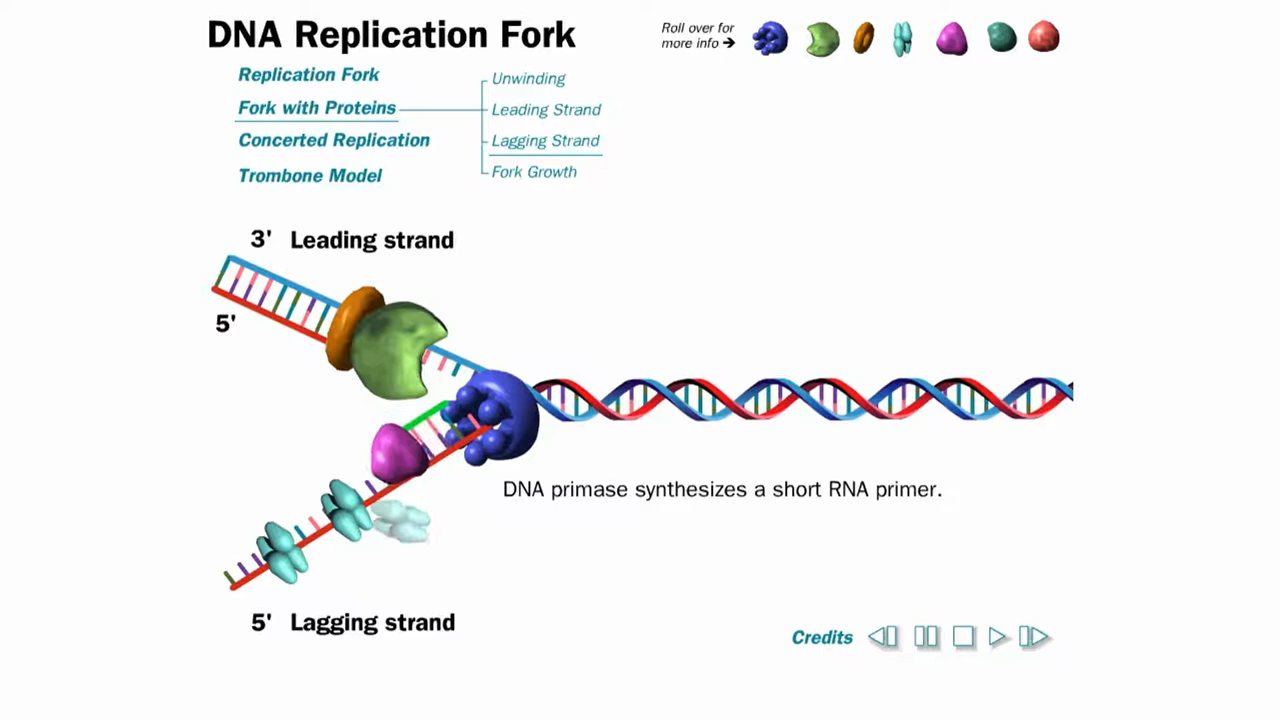 DNA Replication Fork
Roll over for
more info →
Replication Fork
Fork with Proteins
Concerted Replication
Trombone Model
Unwinding
Leading Strand
Lagging Strand
Fork Growth
3' Leading strand
5'
DNA primase synthesizes a short RNA primer.
5' Lagging strand
Credits